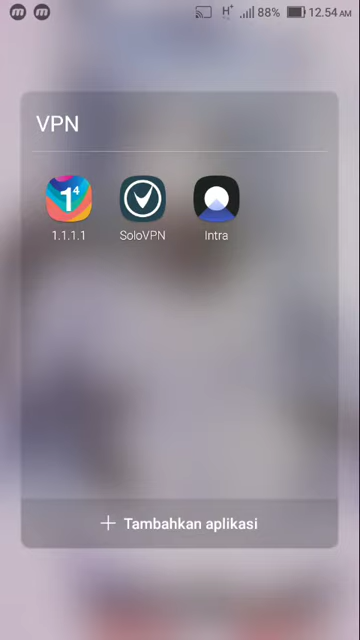 m m H+ 88% 12.54 AM
VPN
1⁴
1.1.1.1 SoloVPN Intra
+ Tambahkan aplikasi